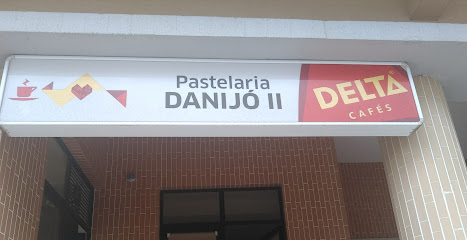 Pastelaria
DANIJÓ II
DELTA
CAFÉS